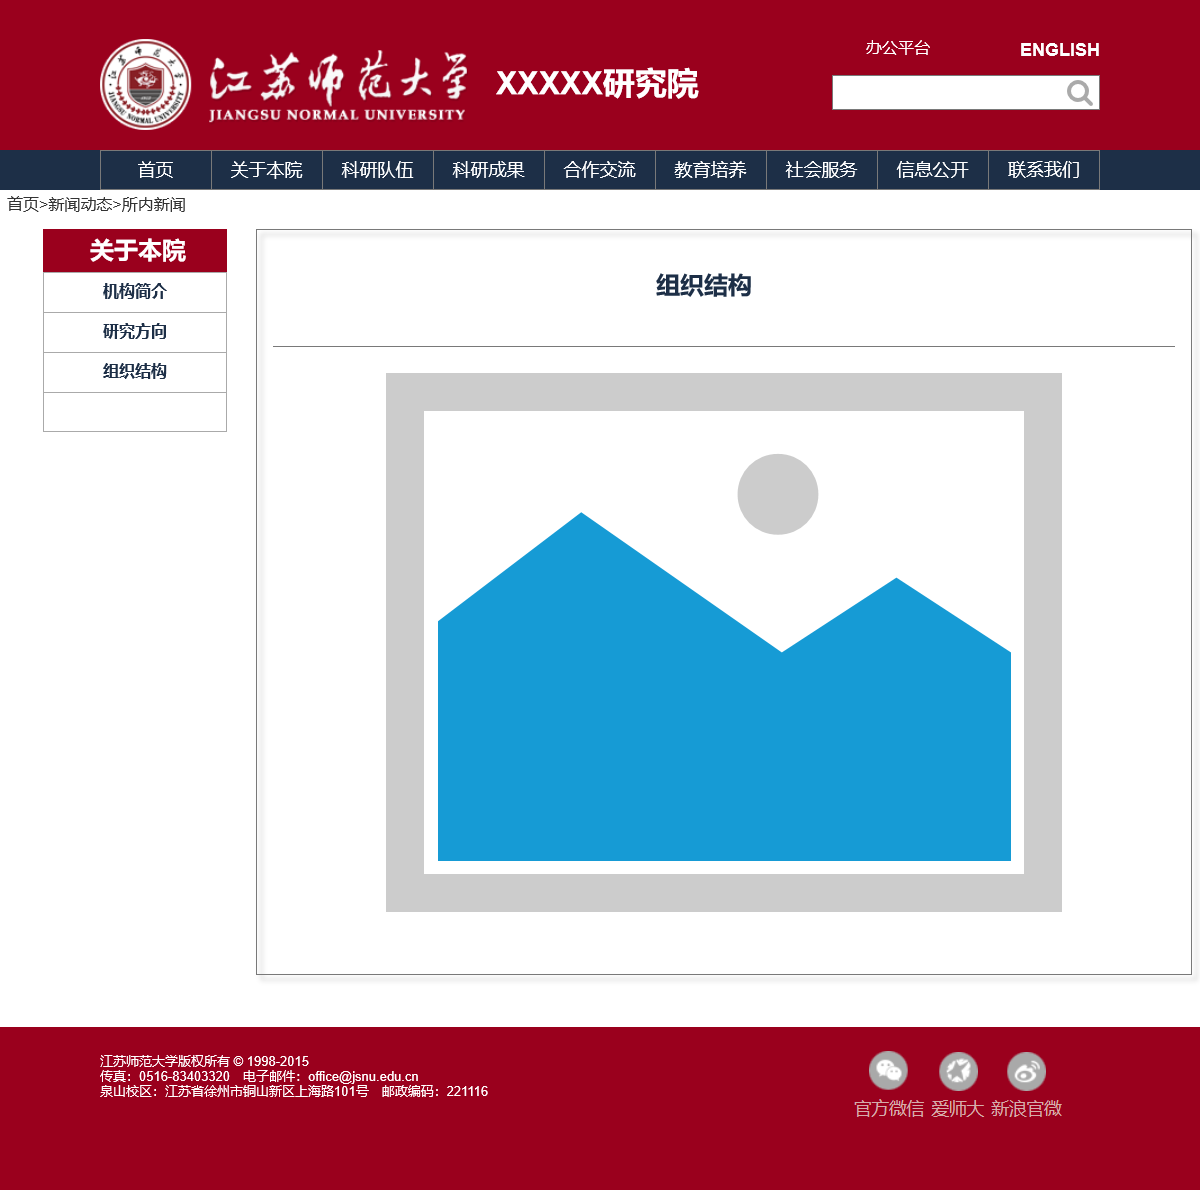 江苏师范大学
JIANGSU NORMAL UNIVERSITY
XXXXX研究院
办公平台
ENGLISH
首页 关于本院 科研队伍 科研成果 合作交流 教育培养 社会服务 信息公开 联系我们
首页>新闻动态>所内新闻
关于本院
机构简介
研究方向
组织结构
组织结构
江苏师范大学版权所有 © 1998-2015
传真：0516-83403320 电子邮件：office@jsnu.edu.cn
泉山校区：江苏省徐州市铜山新区上海路101号 邮政编码：221116
官方微信 爱师大 新浪官微